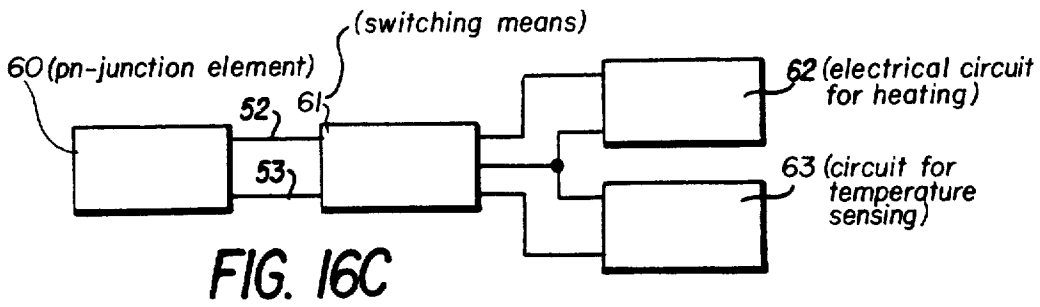 (switching means)
60 (pn-junction element)
52
61
53
62 (electrical circuit
for heating)
63 (circuit for
temperature
sensing)
FIG. 16C